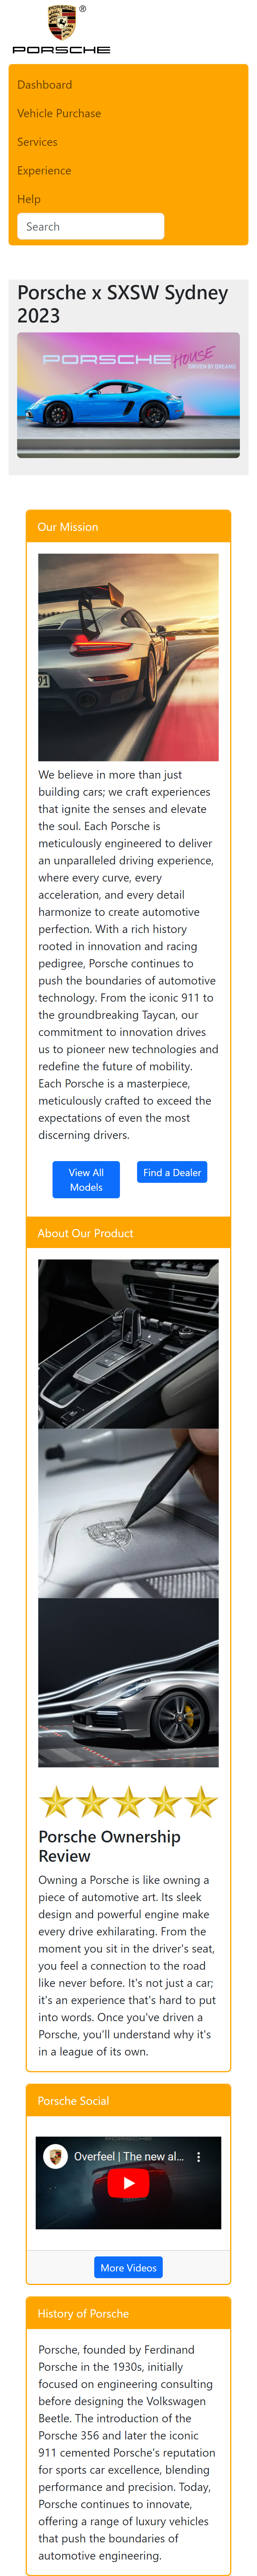 ®
PORSCHE
Dashboard
Vehicle Purchase
Services
Experience
Help
Search
Porsche x SXSW Sydney
2023
PORSCHE HOUSE
DRIVEN BY DREAMS
Our Mission
91
We believe in more than just
building cars; we craft experiences
that ignite the senses and elevate
the soul. Each Porsche is
meticulously engineered to deliver
an unparalleled driving experience,
where every curve, every
acceleration, and every detail
harmonize to create automotive
perfection. With a rich history
rooted in innovation and racing
pedigree, Porsche continues to
push the boundaries of automotive
technology. From the iconic 911 to
the groundbreaking Taycan, our
commitment to innovation drives
us to pioneer new technologies and
redefine the future of mobility.
Each Porsche is a masterpiece,
meticulously crafted to exceed the
expectations of even the most
discerning drivers.
View All
Models
Find a Dealer
About Our Product
Porsche Ownership
Review
Owning a Porsche is like owning a
piece of automotive art. Its sleek
design and powerful engine make
every drive exhilarating. From the
moment you sit in the driver's seat,
you feel a connection to the road
like never before. It's not just a car;
it's an experience that's hard to put
into words. Once you've driven a
Porsche, you'll understand why it's
in a league of its own.
Porsche Social
Overfeel | The new al...
More Videos
History of Porsche
Porsche, founded by Ferdinand
Porsche in the 1930s, initially
focused on engineering consulting
before designing the Volkswagen
Beetle. The introduction of the
Porsche 356 and later the iconic
911 cemented Porsche's reputation
for sports car excellence, blending
performance and precision. Today,
Porsche continues to innovate,
offering a range of luxury vehicles
that push the boundaries of
automotive engineering.